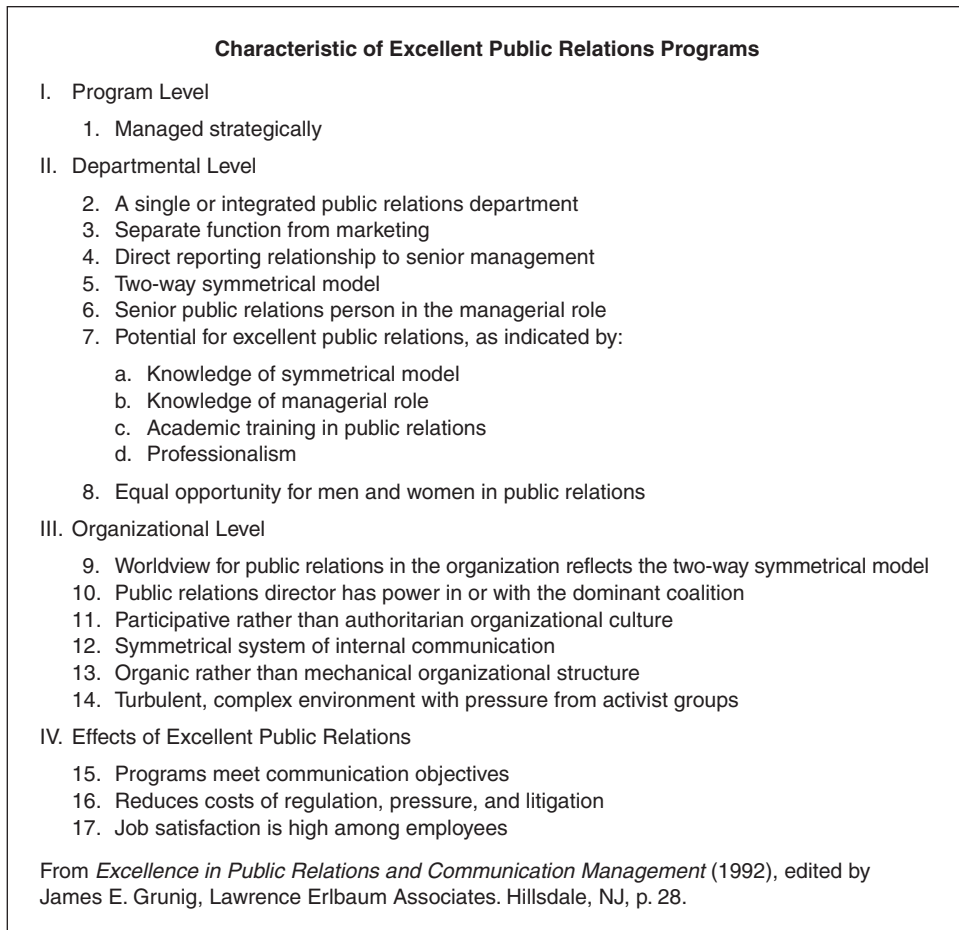 Characteristic of Excellent Public Relations Programs
I. Program Level
1. Managed strategically
II. Departmental Level
2. A single or integrated public relations department
3. Separate function from marketing
4. Direct reporting relationship to senior management
5. Two-way symmetrical model
6. Senior public relations person in the managerial role
7. Potential for excellent public relations, as indicated by:
a. Knowledge of symmetrical model
b. Knowledge of managerial role
c. Academic training in public relations
d. Professionalism
8. Equal opportunity for men and women in public relations
III. Organizational Level
9. Worldview for public relations in the organization reflects the two-way symmetrical model
10. Public relations director has power in or with the dominant coalition
11. Participative rather than authoritarian organizational culture
12. Symmetrical system of internal communication
13. Organic rather than mechanical organizational structure
14. Turbulent, complex environment with pressure from activist groups
IV. Effects of Excellent Public Relations
15. Programs meet communication objectives
16. Reduces costs of regulation, pressure, and litigation
17. Job satisfaction is high among employees
From Excellence in Public Relations and Communication Management (1992), edited by
James E. Grunig, Lawrence Erlbaum Associates. Hillsdale, NJ, p. 28.